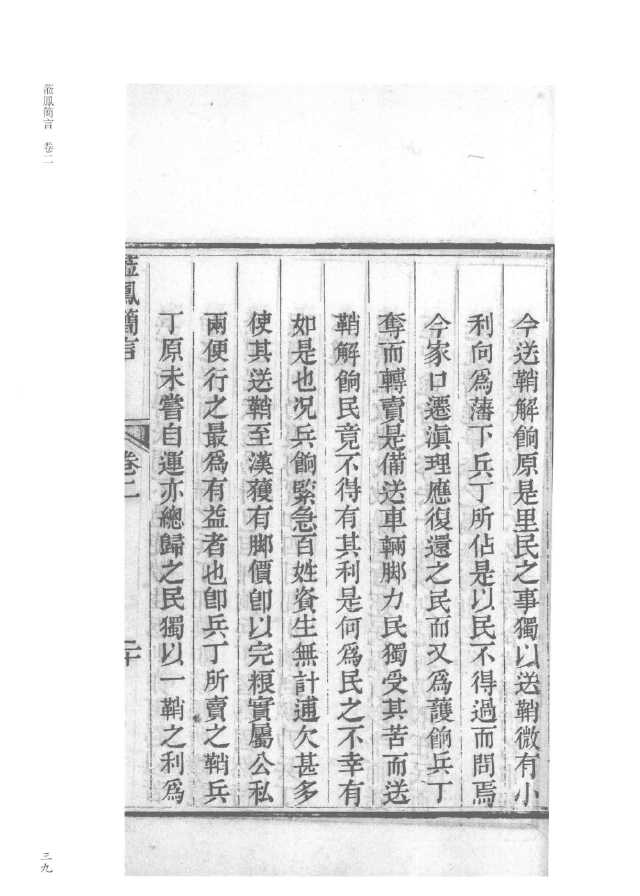 今送鞘解餉原是里民之事獨以送鞘微有小
利向爲藩下兵丁所佔是以民不得過而問焉
今家口遷滇理應復還之民而又爲護餉兵丁
奪而轉賣是備送車輛脚力民獨受其苦而送
鞘解餉民竟不得有其利是何爲民之不幸有
如是也况兵餉緊急百姓資生無計逋欠甚多
使其送鞘至漢穫有脚價卽以完糧實屬公私
兩便行之最爲有益者也卽兵丁所賣之鞘兵
丁原未嘗自運亦總歸之民獨以一鞘之利爲
蒞鳳簡言
卷二
二十
蒞鳳簡言 卷二
三九